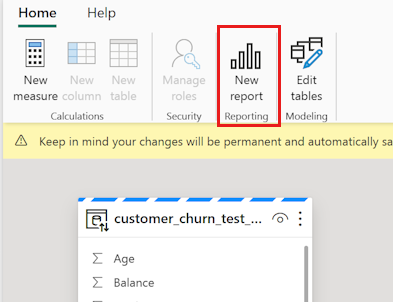 Home Help
New measure
New column
New table
Manage roles
New report
Edit tables
Calculations
Security
Reporting
Modeling
Keep in mind your changes will be permanent and automatically sa
customer_churn_test_...
Age
Balance